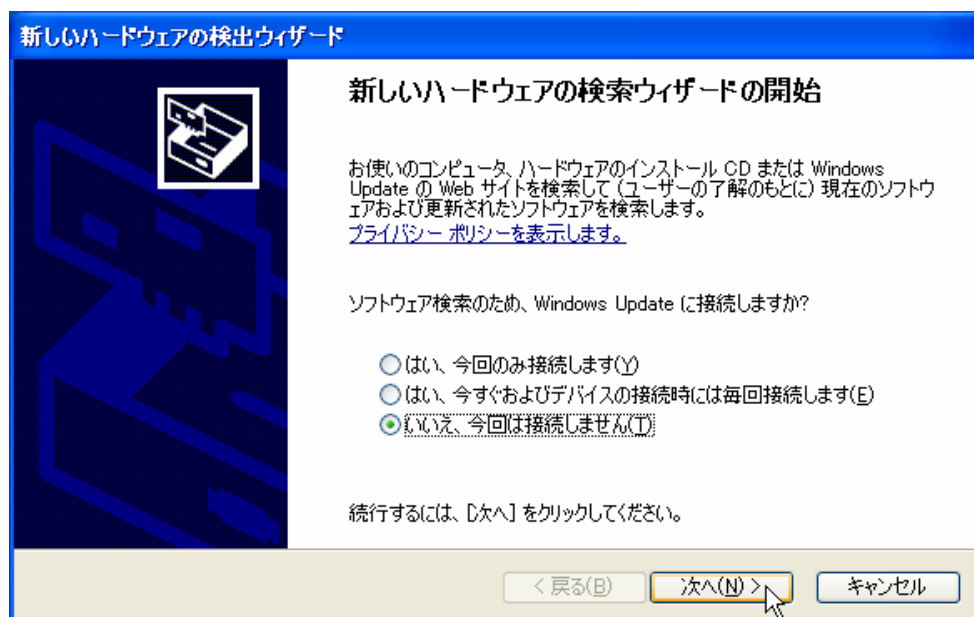 新しいハードウェアの検出ウィザード
新しいハードウェアの検索ウィザードの開始
お使いのコンピュータ、ハードウェアのインストール CD または Windows
Update の Web サイトを検索して (ユーザーの了解のもとに) 現在のソフトウ
ェアおよび更新されたソフトウェアを検索します。
プライバシー ポリシーを表示します。
ソフトウェア検索のため、Windows Update に接続しますか?
はい、今回のみ接続します(Y)
はい、今すぐおよびデバイスの接続時には毎回接続します(E)
いいえ、今回は接続しません(T)
続行するには、[次へ] をクリックしてください。
< 戻る(B)　次へ(N) >　キャンセル